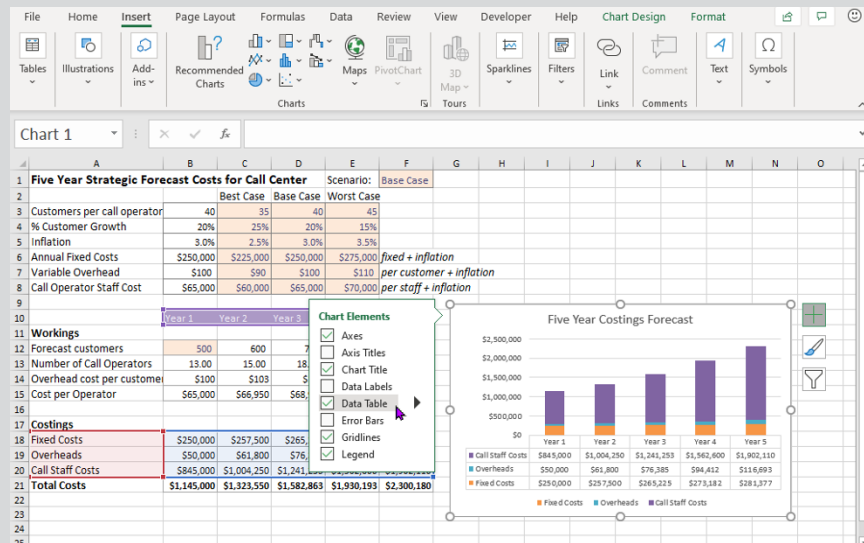 File Home Insert Page Layout Formulas Data Review View Developer Help Chart Design Format
Tables Illustrations Add-ins Recommended Charts Maps PivotChart 3D Map Sparklines Filters Link Comment Text Symbols
Charts Tours Links Comments
Chart 1 fx
A B C D E F G H I J K L M N O
1 Five Year Strategic Forecast Costs for Call Center Scenario: Base Case
2 Best Case Base Case Worst Case
3 Customers per call operator 40 35 40 45
4 % Customer Growth 20% 25% 20% 15%
5 Inflation 3.0% 2.5% 3.0% 3.5%
6 Annual Fixed Costs $250,000 $225,000 $250,000 $275,000 fixed + inflation
7 Variable Overhead $100 $90 $100 $110 per customer + inflation
8 Call Operator Staff Cost $65,000 $60,000 $65,000 $70,000 per staff + inflation
9
10 Year 1 Year 2 Year 3
11 Workings
12 Forecast customers 500 600 7
13 Number of Call Operators 13.00 15.00 18.
14 Overhead cost per customer $100 $103 $
15 Cost per Operator $65,000 $66,950 $68,
16
17 Costings
18 Fixed Costs $250,000 $257,500 $265,
19 Overheads $50,000 $61,800 $76,
20 Call Staff Costs $845,000 $1,004,250 $1,241,
21 Total Costs $1,145,000 $1,323,550 $1,582,863 $1,930,193 $2,300,180
22
23
24
25
Chart Elements
Axes
Axis Titles
Chart Title
Data Labels
Data Table
Error Bars
Gridlines
Legend
Five Year Costings Forecast
$2,500,000
$2,000,000
$1,500,000
$1,000,000
$500,000
$0
Year 1 Year 2 Year 3 Year 4 Year 5
Call Staff Costs $845,000 $1,004,250 $1,241,253 $1,562,600 $1,902,110
Overheads $50,000 $61,800 $76,385 $94,412 $116,693
Fixed Costs $250,000 $257,500 $265,225 $273,182 $281,377
Fixed Costs Overheads Call Staff Costs